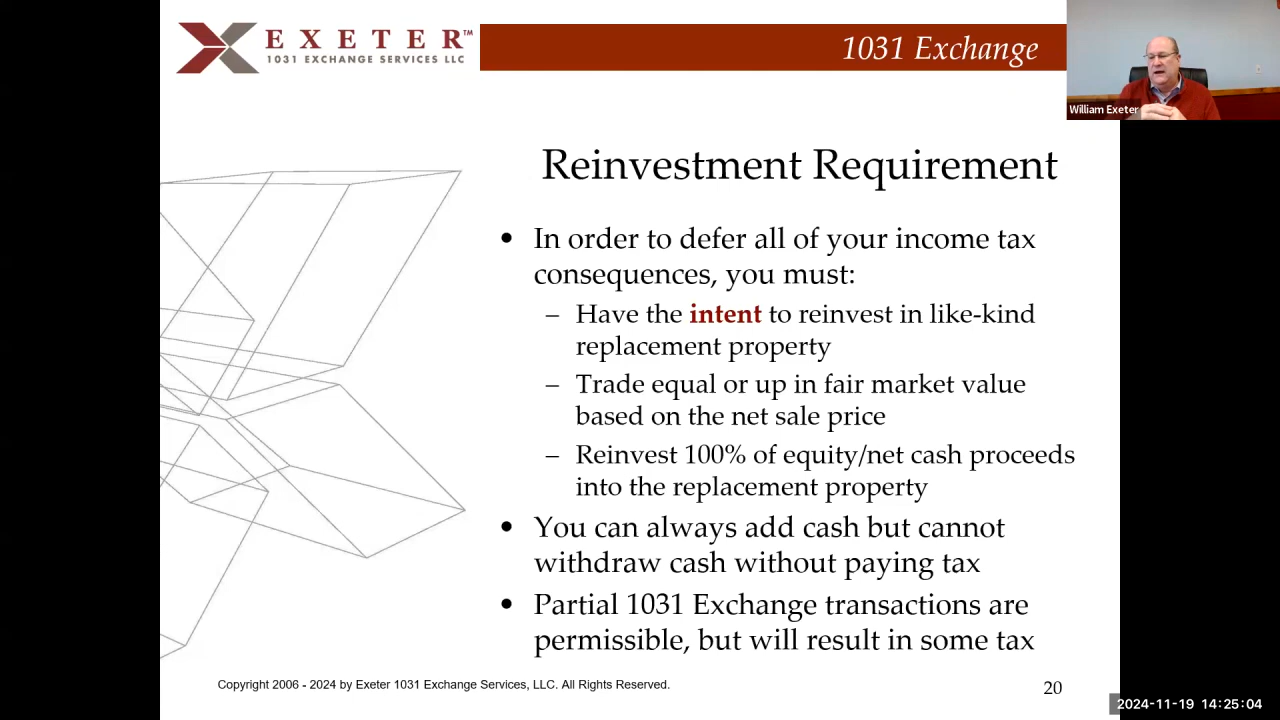 EXETER™
1031 EXCHANGE SERVICES LLC
1031 Exchange
William Exeter
Reinvestment Requirement
• In order to defer all of your income tax
consequences, you must:
– Have the intent to reinvest in like-kind
replacement property
– Trade equal or up in fair market value
based on the net sale price
– Reinvest 100% of equity/net cash proceeds
into the replacement property
• You can always add cash but cannot
withdraw cash without paying tax
• Partial 1031 Exchange transactions are
permissible, but will result in some tax
Copyright 2006 - 2024 by Exeter 1031 Exchange Services, LLC. All Rights Reserved.
20
2024-11-19 14:25:04